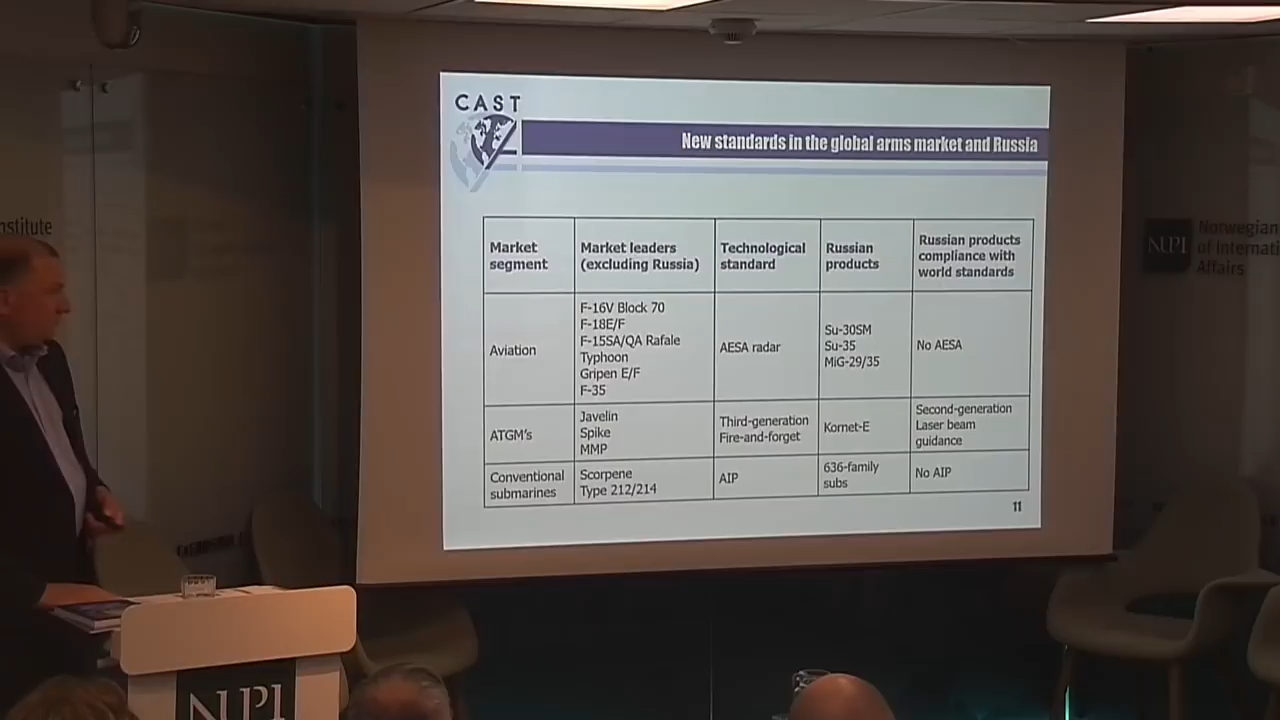 CAST
New standards in the global arms market and Russia
Market
segment
Market leaders
(excluding Russia)
Technological
standard
Russian
products
Russian products
compliance with
world standards
Aviation
F-16V Block 70
F-18E/F
F-15SA/QA Rafale
Typhoon
Gripen E/F
F-35
AESA radar
Su-30SM
Su-35
MiG-29/35
No AESA
ATGM's
Javelin
Spike
MMP
Third-generation
Fire-and-forget
Kornet-E
Second-generation
Laser beam
guidance
Conventional
submarines
Scorpene
Type 212/214
AIP
636-family
subs
No AIP
11
nstitute
NUPI
Norwegian
of Internati
Affairs
NUPI